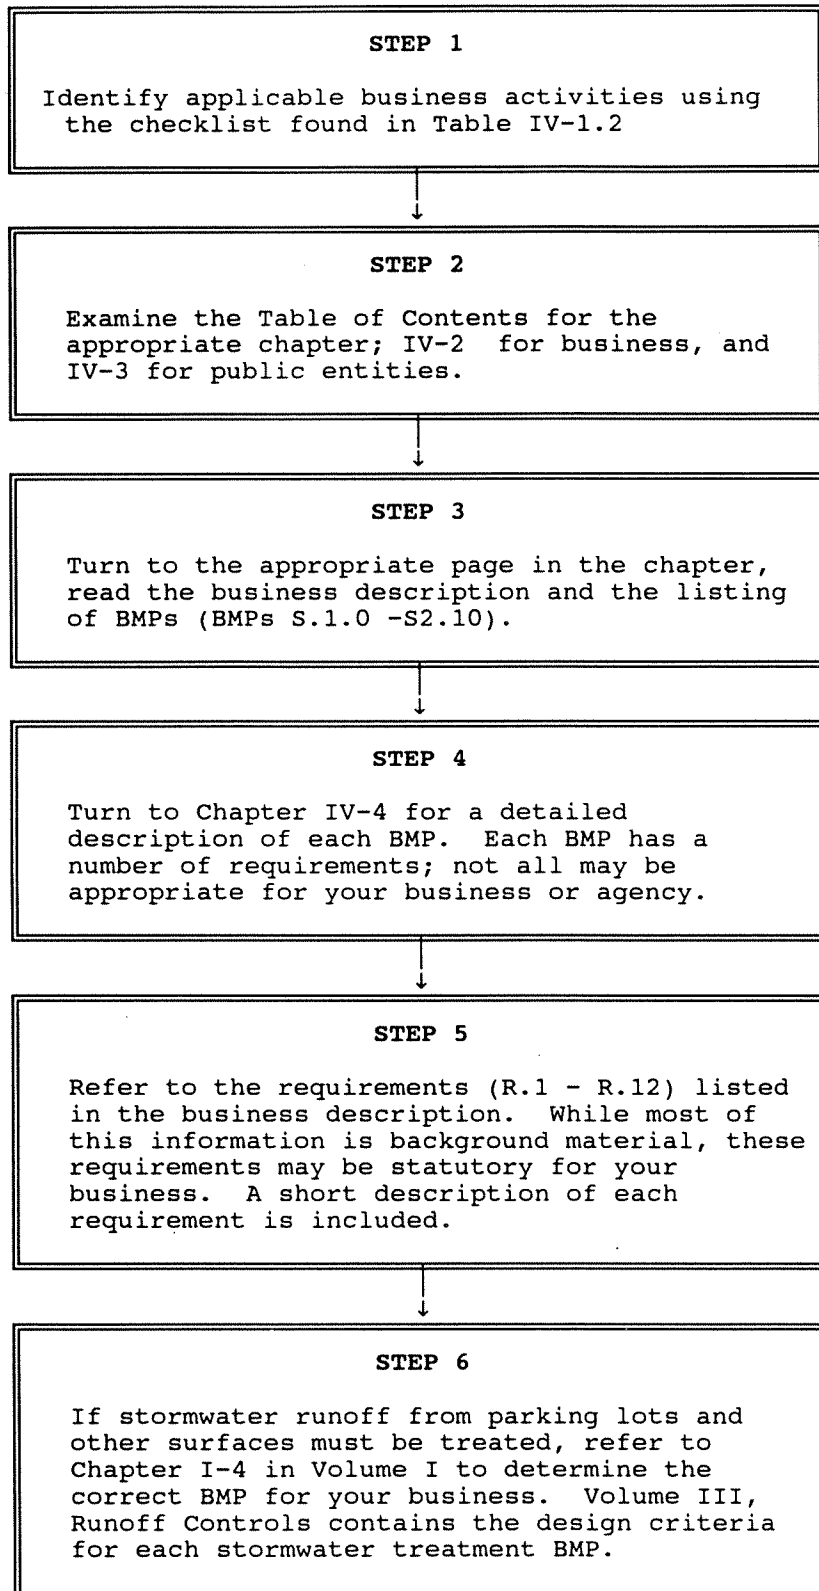 STEP 1
Identify applicable business activities using
the checklist found in Table IV-1.2
STEP 2
Examine the Table of Contents for the
appropriate chapter; IV-2 for business, and
IV-3 for public entities.
STEP 3
Turn to the appropriate page in the chapter,
read the business description and the listing
of BMPs (BMPs S.1.0 -S2.10).
STEP 4
Turn to Chapter IV-4 for a detailed
description of each BMP. Each BMP has a
number of requirements; not all may be
appropriate for your business or agency.
STEP 5
Refer to the requirements (R.1 - R.12) listed
in the business description. While most of
this information is background material, these
requirements may be statutory for your
business. A short description of each
requirement is included.
STEP 6
If stormwater runoff from parking lots and
other surfaces must be treated, refer to
Chapter I-4 in Volume I to determine the
correct BMP for your business. Volume III,
Runoff Controls contains the design criteria
for each stormwater treatment BMP.